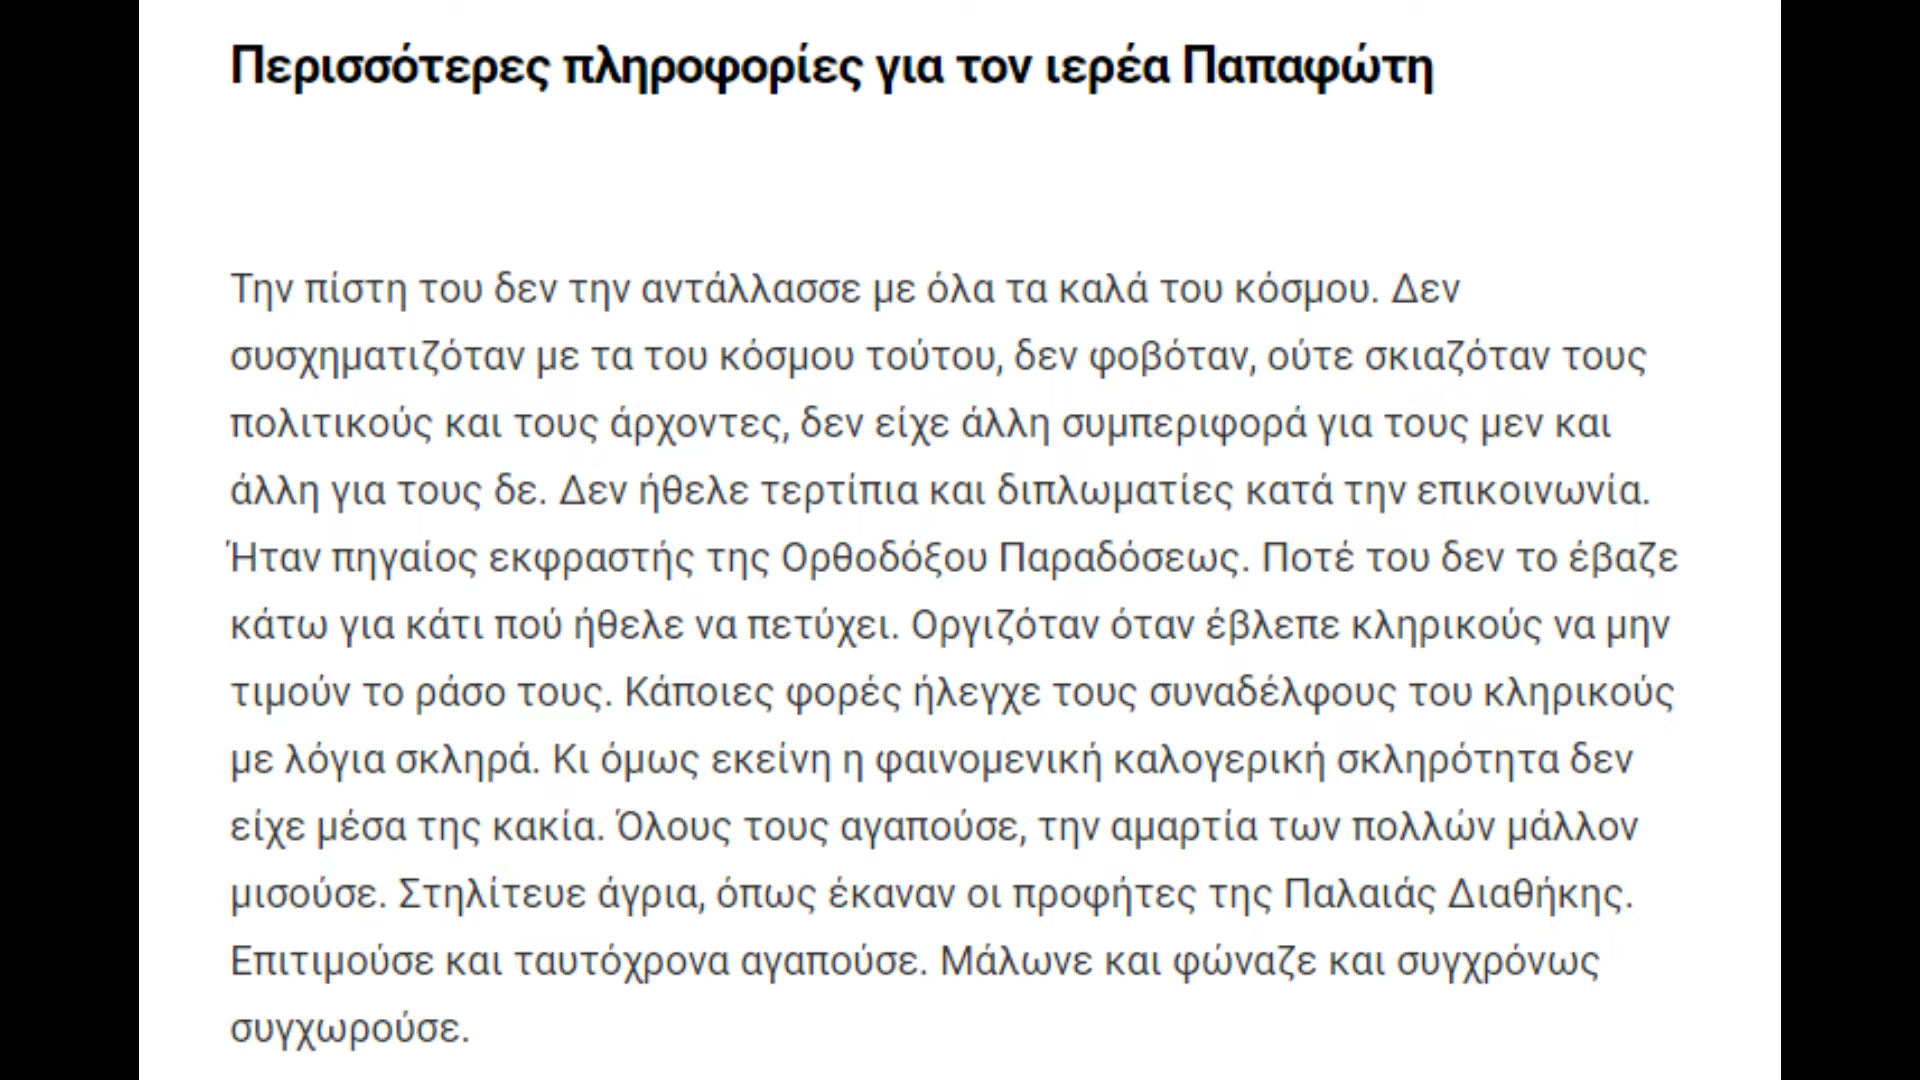 Περισσότερες πληροφορίες για τον ιερέα Παπαφώτη
Την πίστη του δεν την αντάλλασσε με όλα τα καλά του κόσμου. Δεν
συσχηματιζόταν με τα του κόσμου τούτου, δεν φοβόταν, ούτε σκιαζόταν τους
πολιτικούς και τους άρχοντες, δεν είχε άλλη συμπεριφορά για τους μεν και
άλλη για τους δε. Δεν ήθελε τερτίπια και διπλωματίες κατά την επικοινωνία.
Ήταν πηγαίος εκφραστής της Ορθοδόξου Παραδόσεως. Ποτέ του δεν το έβαζε
κάτω για κάτι πού ήθελε να πετύχει. Οργιζόταν όταν έβλεπε κληρικούς να μην
τιμούν το ράσο τους. Κάποιες φορές ήλεγχε τους συναδέλφους του κληρικούς
με λόγια σκληρά. Κι όμως εκείνη η φαινομενική καλογερική σκληρότητα δεν
είχε μέσα της κακία. Όλους τους αγαπούσε, την αμαρτία των πολλών μάλλον
μισούσε. Στηλίτευε άγρια, όπως έκαναν οι προφήτες της Παλαιάς Διαθήκης.
Επιτιμούσε και ταυτόχρονα αγαπούσε. Μάλωνε και φώναζε και συγχρόνως
συγχωρούσε.